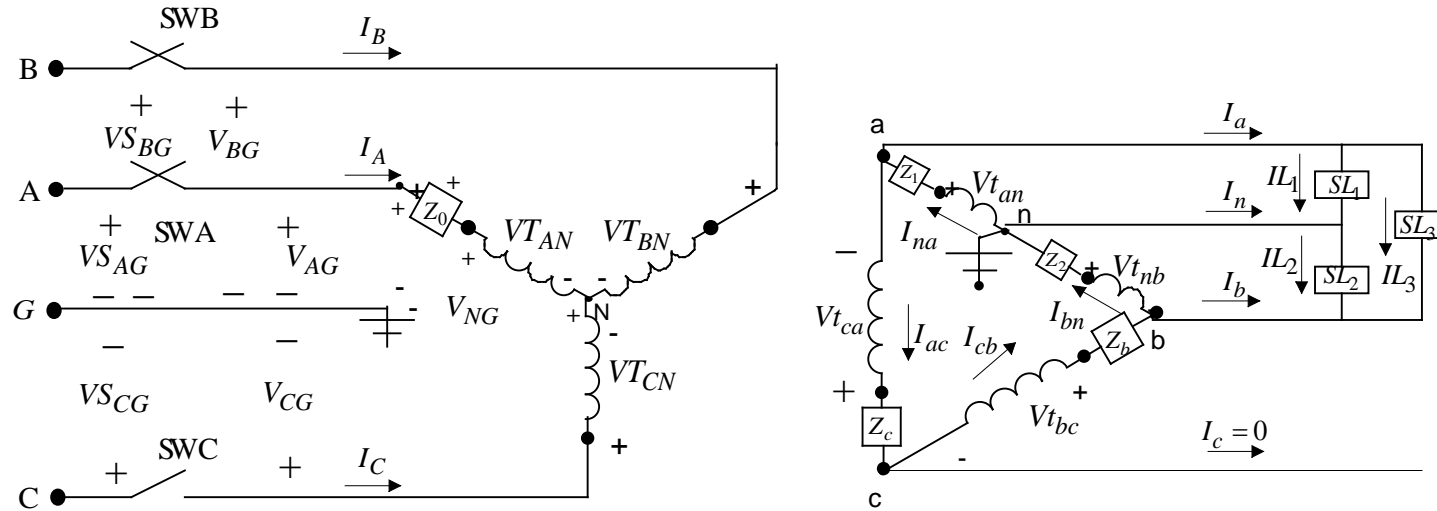 SWB
I_B
B
+ +
VS_BG V_BG
I_A
A
+ +
Z_0
+
+
+
VS_AG SWA V_AG
VT_AN VT_BN
+
+
- -
G
V_NG
+ N
-
-
-
VS_CG V_CG
VT_CN
SWC
+ +
+
I_C
C
a
I_a
Z_1
+
Vt_an
n
I_n
IL_1
SL_1
SL_3
I_na
Z_2
+
Vt_nb
IL_2
SL_2
IL_3
I_b
−
Vt_ca
I_ac
I_cb
I_bn
Z_b
b
+
+
Vt_bc
Z_c
-
I_c = 0
c